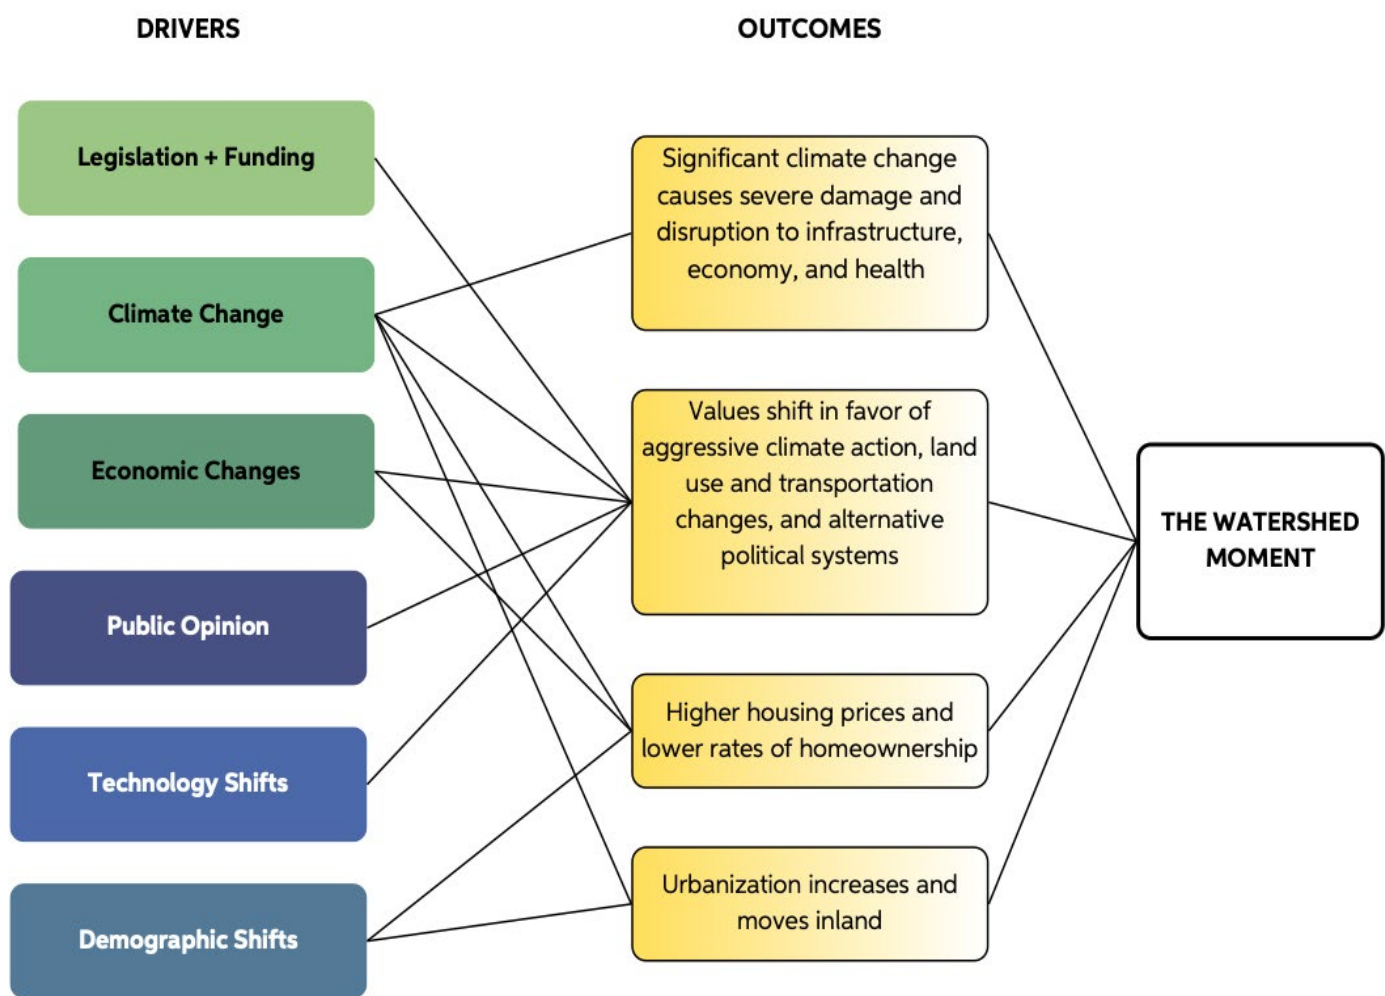 DRIVERS
OUTCOMES
Legislation + Funding
Climate Change
Economic Changes
Public Opinion
Technology Shifts
Demographic Shifts
Significant climate change
causes severe damage and
disruption to infrastructure,
economy, and health
Values shift in favor of
aggressive climate action, land
use and transportation
changes, and alternative
political systems
Higher housing prices and
lower rates of homeownership
Urbanization increases and
moves inland
THE WATERSHED
MOMENT